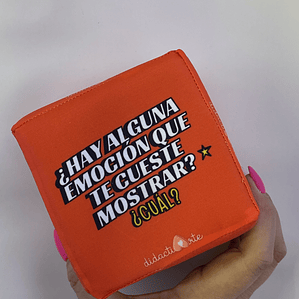 ¿HAY ALGUNA
EMOCIÓN QUE
TE CUESTE
MOSTRAR?
¿CUÁL?
didacti arte